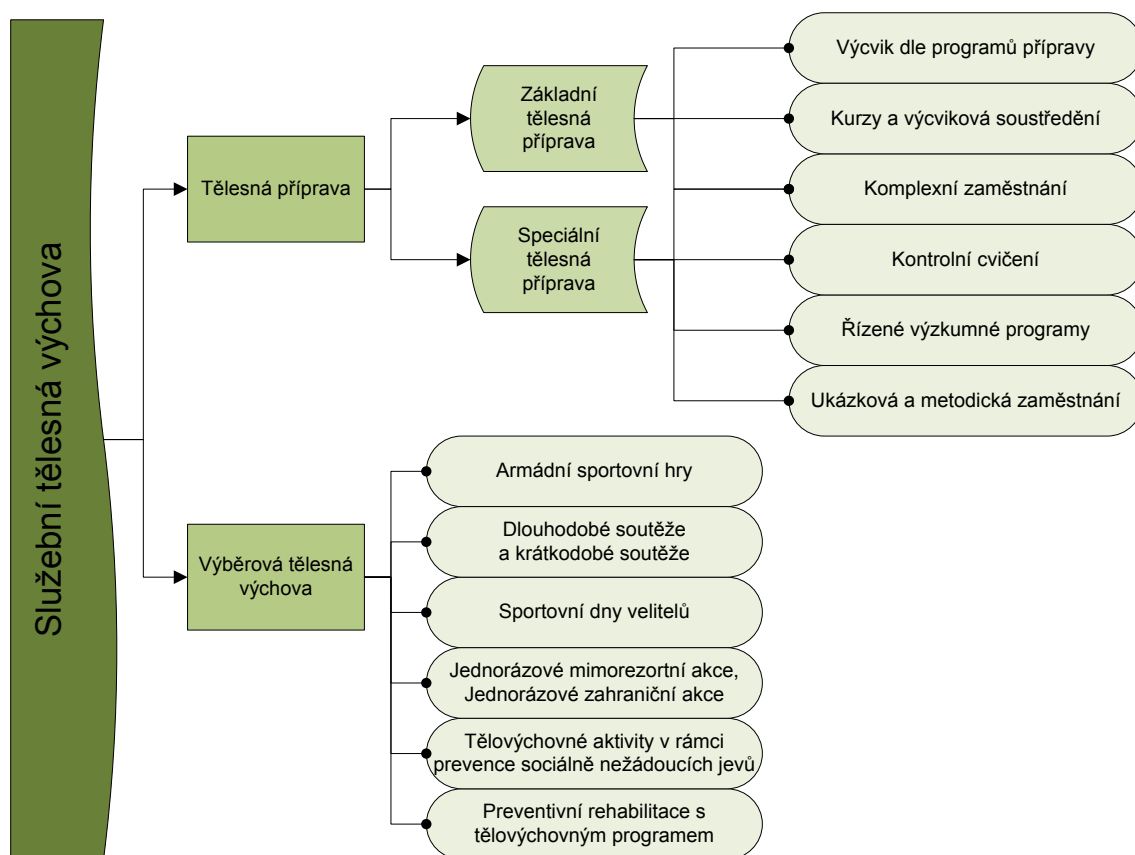 Služební tělesná výchova
Tělesná příprava
Základní
tělesná
příprava
Speciální
tělesná
příprava
Výcvik dle programů přípravy
Kurzy a výcviková soustředění
Komplexní zaměstnání
Kontrolní cvičení
Řízené výzkumné programy
Ukázková a metodická zaměstnání
Výběrová tělesná
výchova
Armádní sportovní hry
Dlouhodobé soutěže
a krátkodobé soutěže
Sportovní dny velitelů
Jednorázové mimorezortní akce,
Jednorázové zahraniční akce
Tělovýchovné aktivity v rámci
prevence sociálně nežádoucích jevů
Preventivní rehabilitace s
tělovýchovným programem